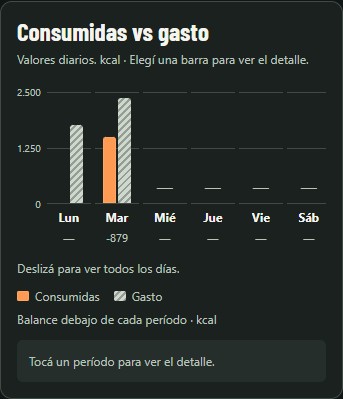 Consumidas vs gasto
Valores diarios. kcal · Elegí una barra para ver el detalle.
2.500
1.250
0
Lun Mar Mié Jue Vie Sáb
— -879 — — — —
Deslizá para ver todos los días.
Consumidas Gasto
Balance debajo de cada período · kcal
Tocá un período para ver el detalle.